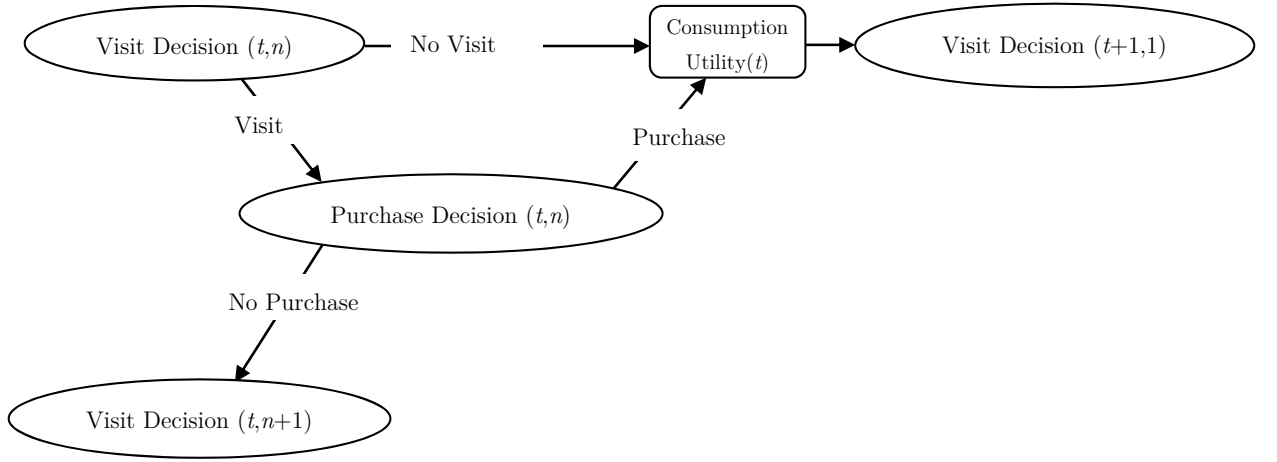 Visit Decision (t,n)
No Visit
Consumption
Utility(t)
Visit Decision (t+1,1)
Visit
Purchase
Purchase Decision (t,n)
No Purchase
Visit Decision (t,n+1)